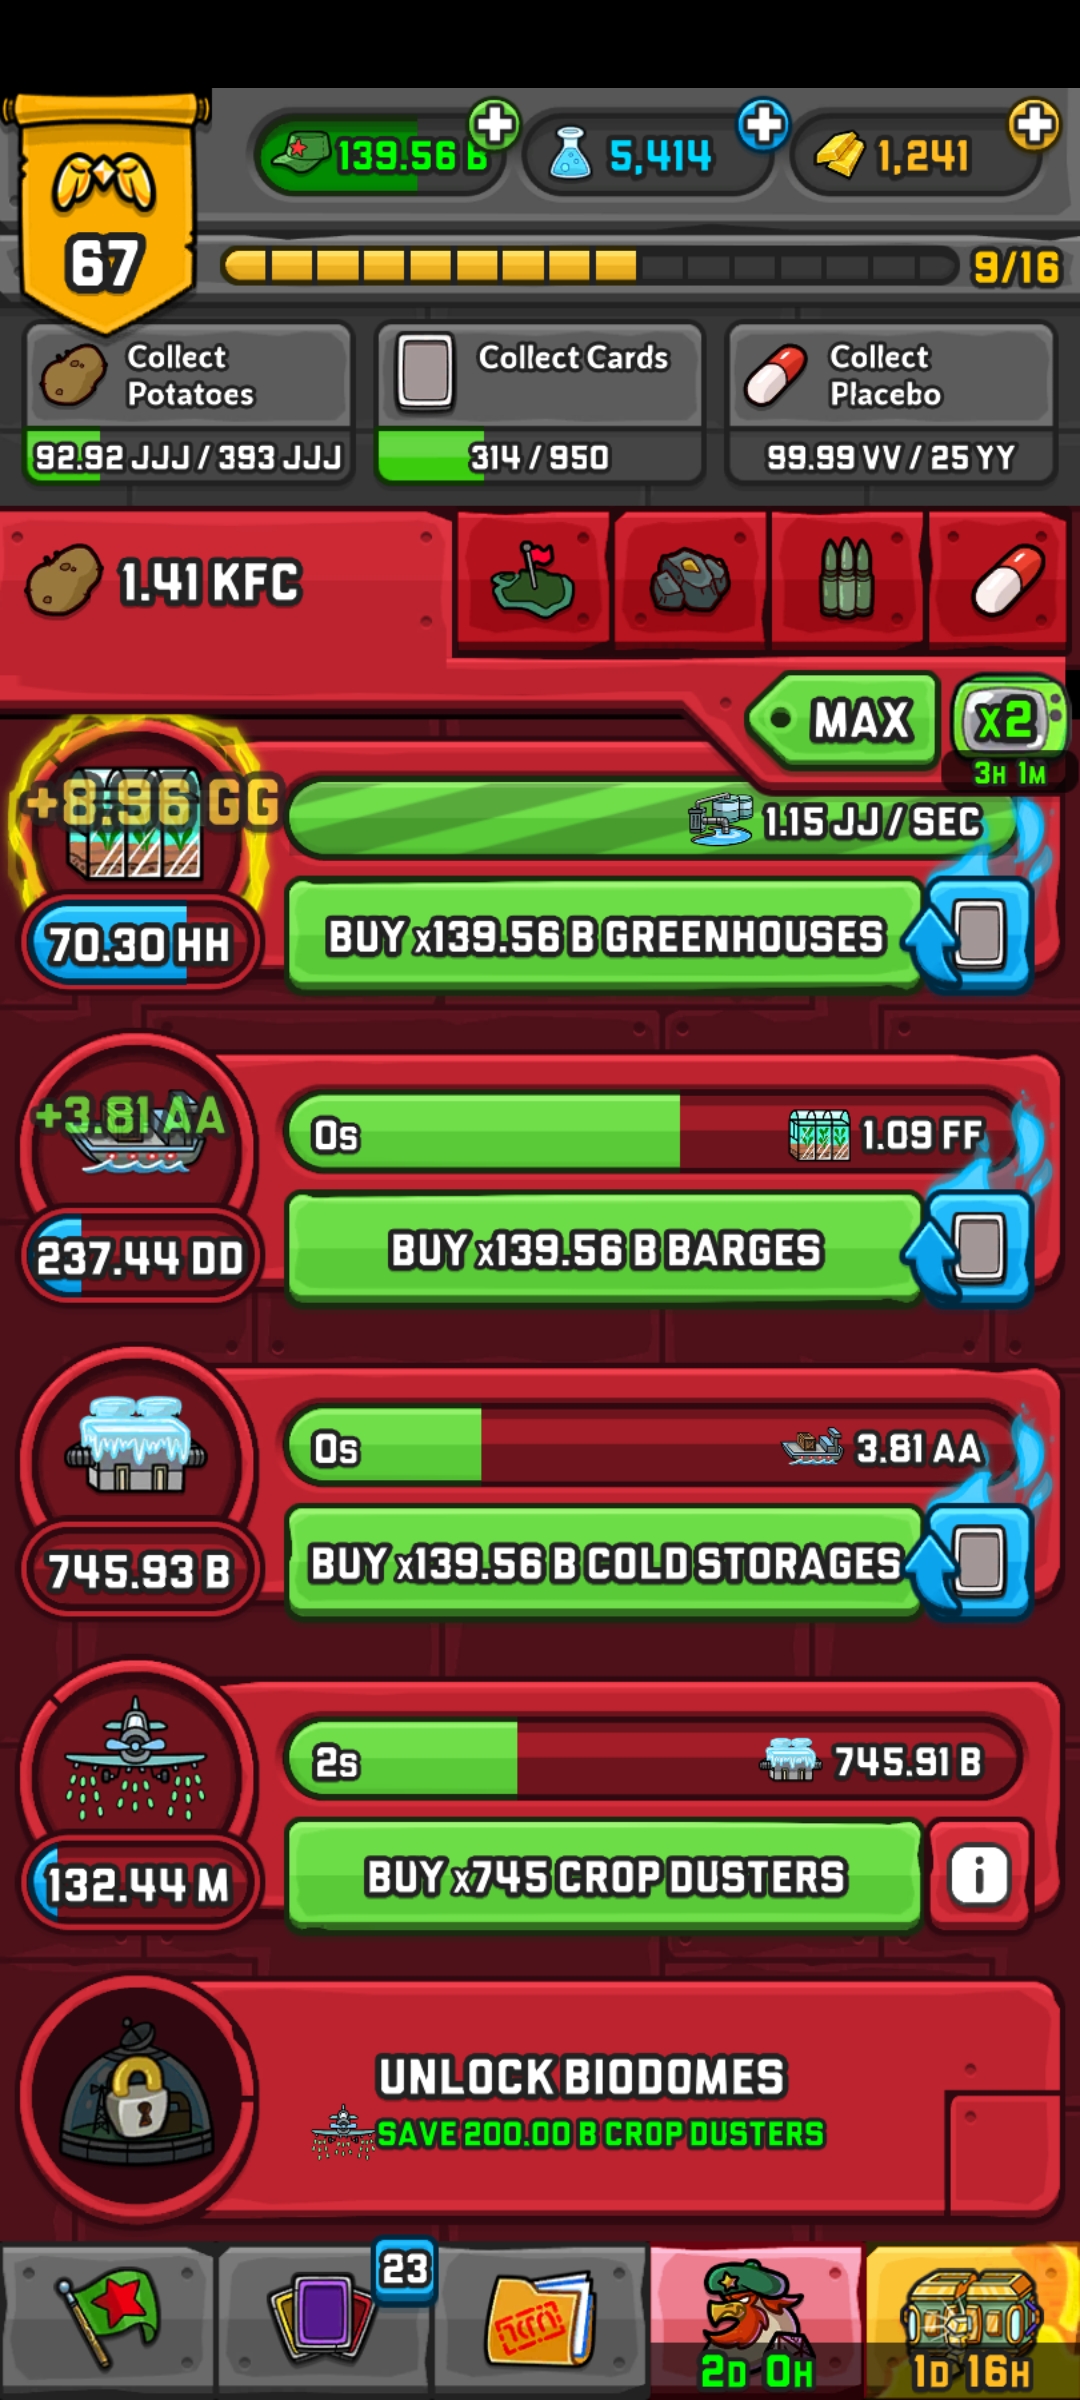 139.56 B
5,414
1,241
67
9/16
Collect
Potatoes
92.92 JJJ / 393 JJJ
Collect Cards
314 / 950
Collect
Placebo
99.99 VV / 25 YY
1.41 KFC
MAX
x2
3H 1M
+8.96 GG
1.15 JJ / SEC
70.30 HH
BUY x139.56 B GREENHOUSES
+3.81 AA
0s
1.09 FF
237.44 DD
BUY x139.56 B BARGES
0s
3.81 AA
745.93 B
BUY x139.56 B COLD STORAGES
2s
745.91 B
132.44 M
BUY x745 CROP DUSTERS
i
UNLOCK BIODOMES
SAVE 200.00 B CROP DUSTERS
23
2D 0H
1D 16H